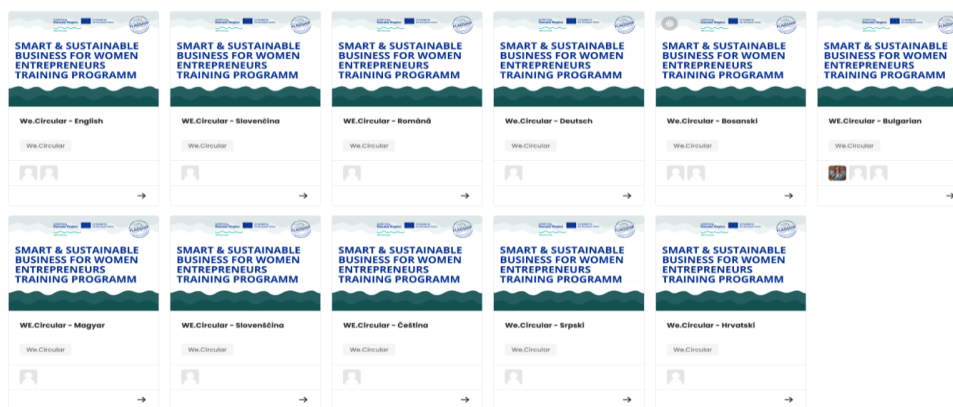 SMART & SUSTAINABLE
BUSINESS FOR WOMEN
ENTREPRENEURS
TRAINING PROGRAMM
We.Circular - English
We.Circular
SMART & SUSTAINABLE
BUSINESS FOR WOMEN
ENTREPRENEURS
TRAINING PROGRAMM
WE.Circular - Slovenčina
We.Circular
SMART & SUSTAINABLE
BUSINESS FOR WOMEN
ENTREPRENEURS
TRAINING PROGRAMM
WE.Circular - Română
We.Circular
SMART & SUSTAINABLE
BUSINESS FOR WOMEN
ENTREPRENEURS
TRAINING PROGRAMM
We.Circular - Deutsch
We.Circular
SMART & SUSTAINABLE
BUSINESS FOR WOMEN
ENTREPRENEURS
TRAINING PROGRAMM
We.Circular - Bosanski
We.Circular
SMART & SUSTAINABLE
BUSINESS FOR WOMEN
ENTREPRENEURS
TRAINING PROGRAMM
WE.Circular - Bulgarian
We.Circular
SMART & SUSTAINABLE
BUSINESS FOR WOMEN
ENTREPRENEURS
TRAINING PROGRAMM
WE.Circular - Magyar
We.Circular
SMART & SUSTAINABLE
BUSINESS FOR WOMEN
ENTREPRENEURS
TRAINING PROGRAMM
WE.Circular - Slovenščina
We.Circular
SMART & SUSTAINABLE
BUSINESS FOR WOMEN
ENTREPRENEURS
TRAINING PROGRAMM
WE.Circular - Čeština
We.Circular
SMART & SUSTAINABLE
BUSINESS FOR WOMEN
ENTREPRENEURS
TRAINING PROGRAMM
We.Circular - Srpski
We.Circular
SMART & SUSTAINABLE
BUSINESS FOR WOMEN
ENTREPRENEURS
TRAINING PROGRAMM
We.Circular - Hrvatski
We.Circular